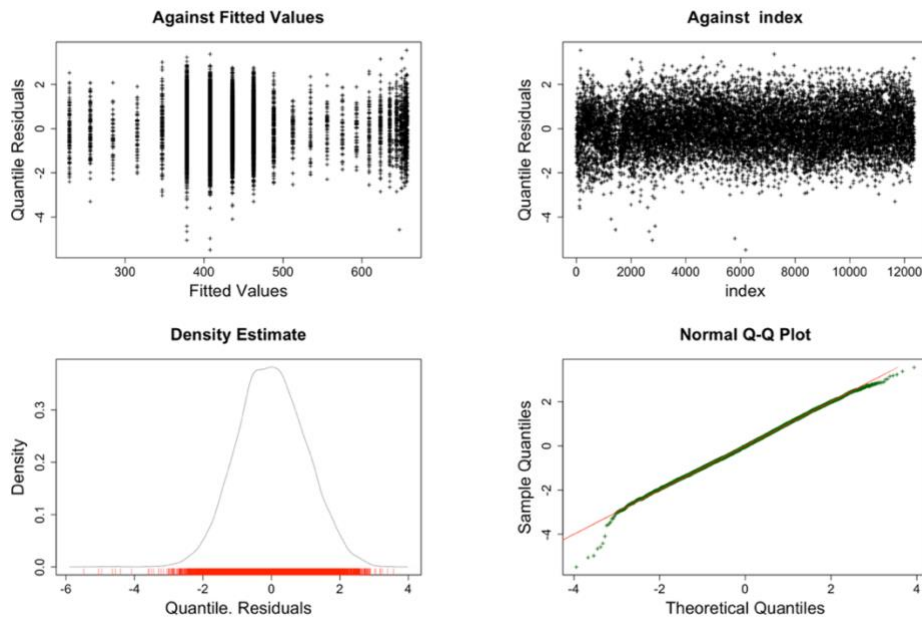 Against Fitted Values
Quantile Residuals
2
0
-2
-4
300 400 500 600
Fitted Values
Against index
Quantile Residuals
2
0
-2
-4
0 2000 4000 6000 8000 10000 12000
index
Density Estimate
Density
0.3
0.2
0.1
0.0
-6 -4 -2 0 2 4
Quantile. Residuals
Normal Q-Q Plot
Sample Quantiles
2
0
-2
-4
-4 -2 0 2 4
Theoretical Quantiles